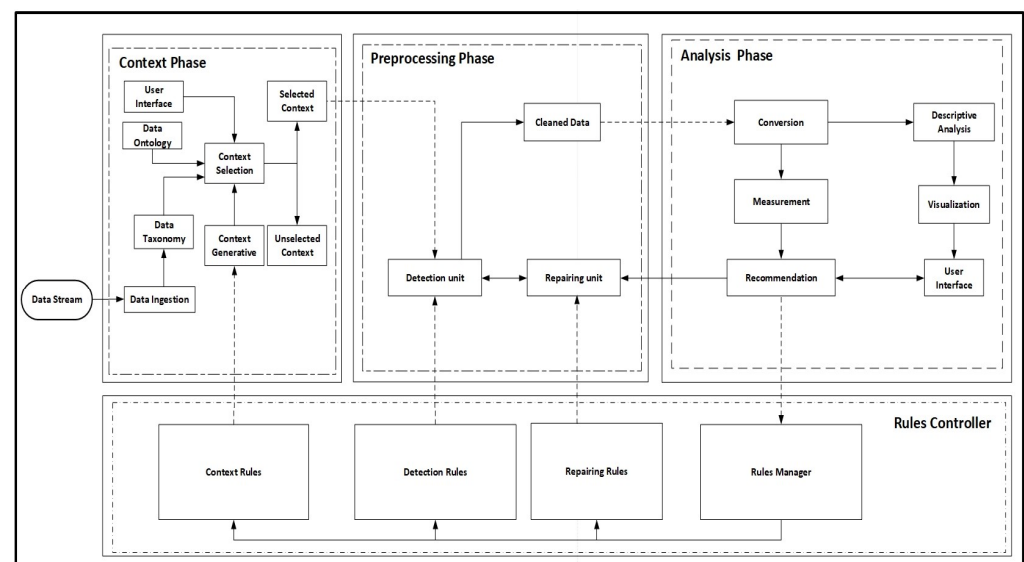 Context Phase
User
Interface
Data
Ontology
Context
Selection
Selected
Context
Data
Taxonomy
Context
Generative
Unselected
Context
Data Stream
Data Ingestion
Preprocessing Phase
Cleaned Data
Detection unit
Repairing unit
Analysis Phase
Conversion
Descriptive
Analysis
Measurement
Visualization
Recommendation
User
Interface
Rules Controller
Context Rules
Detection Rules
Repairing Rules
Rules Manager